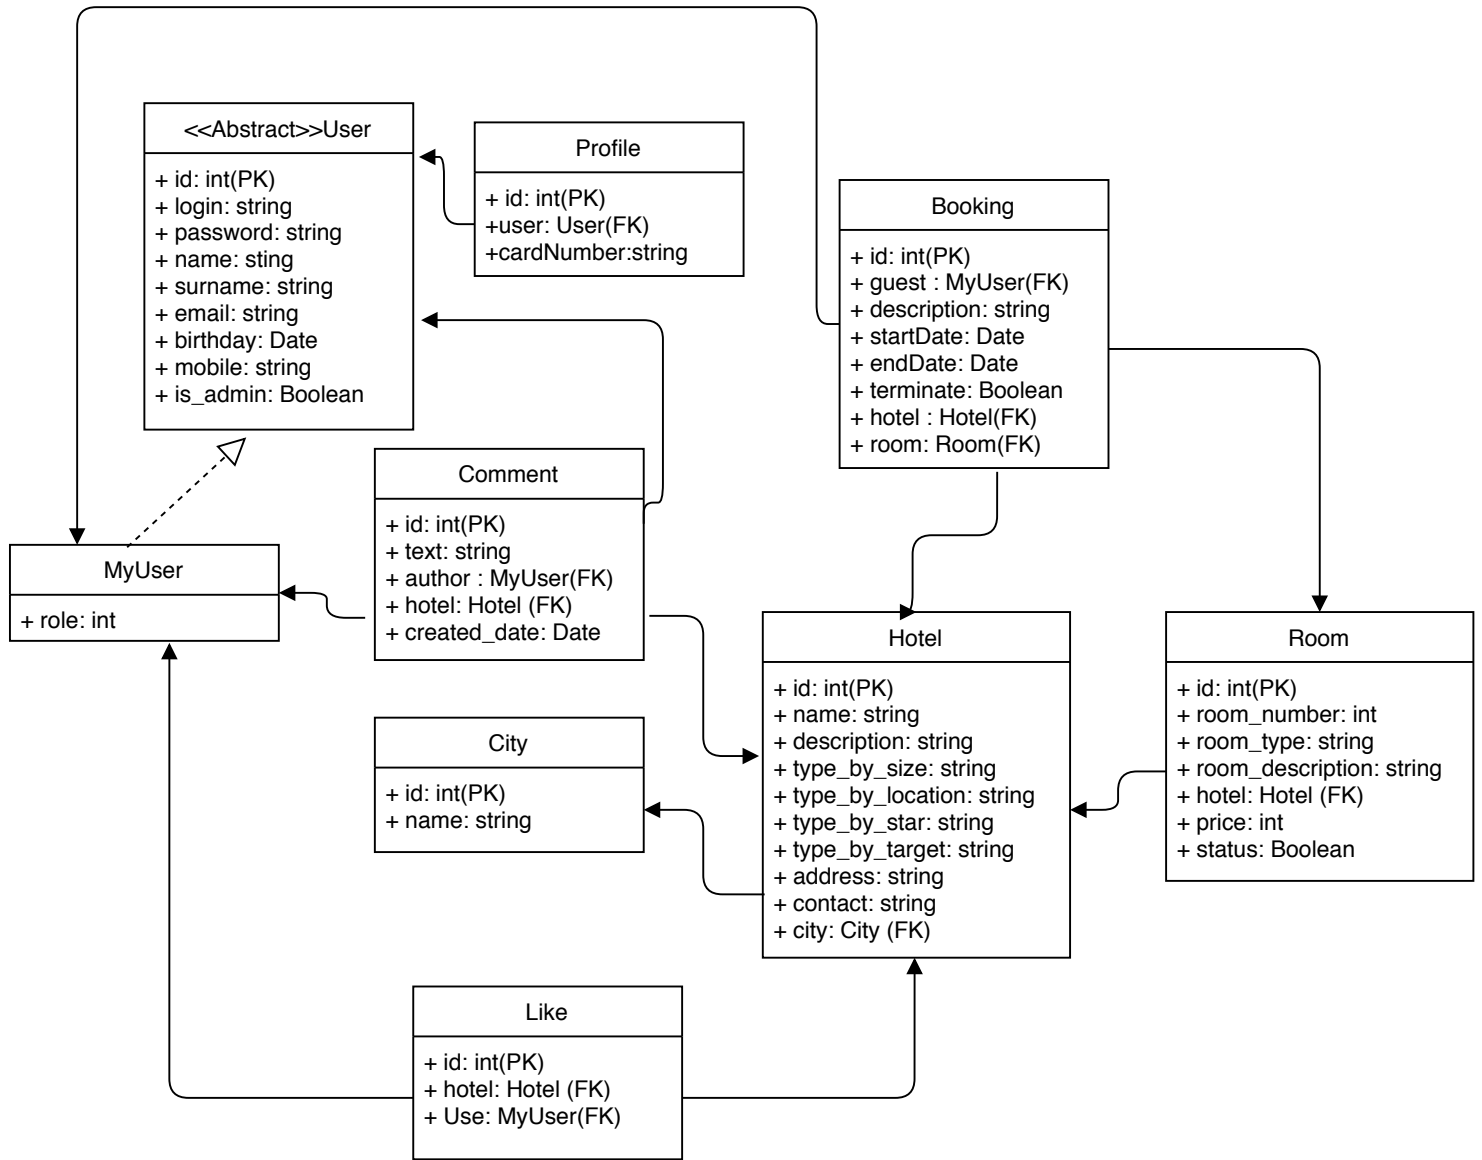 <<Abstract>>User
+ id: int(PK)
+ login: string
+ password: string
+ name: sting
+ surname: string
+ email: string
+ birthday: Date
+ mobile: string
+ is_admin: Boolean
Profile
+ id: int(PK)
+user: User(FK)
+cardNumber:string
Booking
+ id: int(PK)
+ guest : MyUser(FK)
+ description: string
+ startDate: Date
+ endDate: Date
+ terminate: Boolean
+ hotel : Hotel(FK)
+ room: Room(FK)
Comment
+ id: int(PK)
+ text: string
+ author : MyUser(FK)
+ hotel: Hotel (FK)
+ created_date: Date
MyUser
+ role: int
Hotel
+ id: int(PK)
+ name: string
+ description: string
+ type_by_size: string
+ type_by_location: string
+ type_by_star: string
+ type_by_target: string
+ address: string
+ contact: string
+ city: City (FK)
Room
+ id: int(PK)
+ room_number: int
+ room_type: string
+ room_description: string
+ hotel: Hotel (FK)
+ price: int
+ status: Boolean
City
+ id: int(PK)
+ name: string
Like
+ id: int(PK)
+ hotel: Hotel (FK)
+ Use: MyUser(FK)